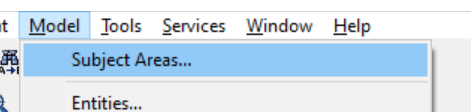 t Model Tools Services Window Help
Subject Areas...
Entities...